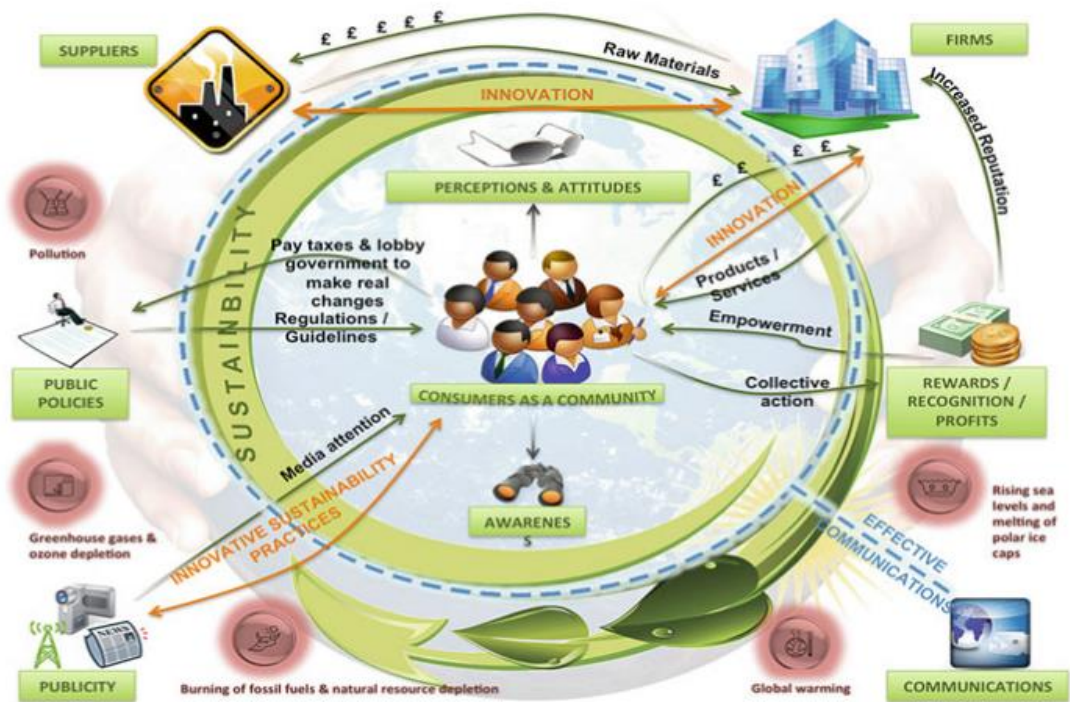 SUPPLIERS
£ £ £ £ £
FIRMS
Raw Materials
INNOVATION
Increased Reputation
PERCEPTIONS & ATTITUDES
£ £ £ £ £
INNOVATION
Pollution
SUSTAINBILITY
Pay taxes & lobby
government to
make real
changes
Regulations /
Guidelines
Products /
Services
Empowerment
PUBLIC
POLICIES
CONSUMERS AS A COMMUNITY
Collective
action
REWARDS /
RECOGNITION /
PROFITS
Media attention
INNOVATIVE SUSTAINABILITY
PRACTICES
AWARENES
S
Greenhouse gases &
ozone depletion
Rising sea
levels and
melting of
polar ice
caps
EFFECTIVE
COMMUNICATIONS
NEWS
PUBLICITY
Burning of fossil fuels & natural resource depletion
Global warming
COMMUNICATIONS